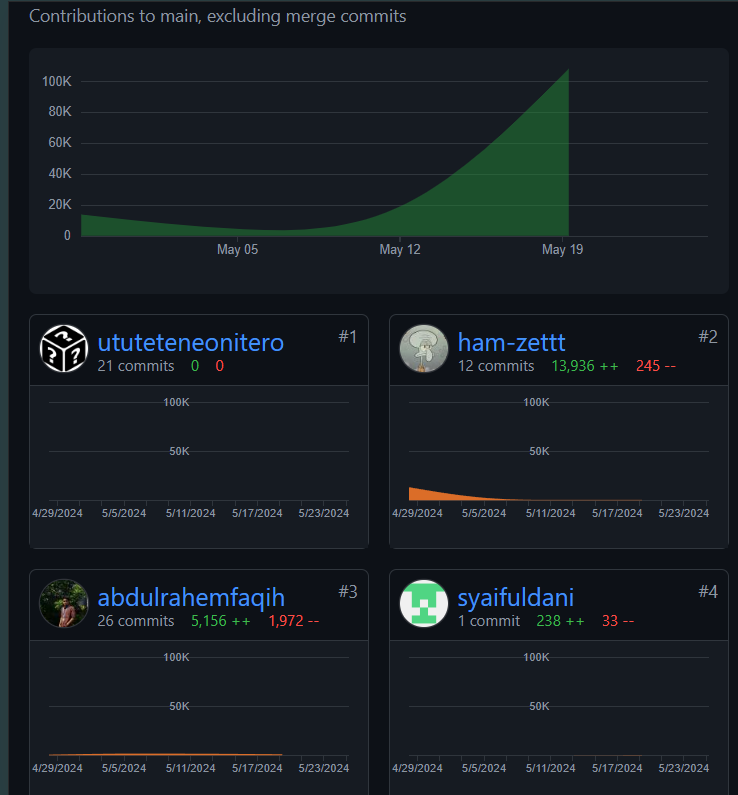 Contributions to main, excluding merge commits
100K
80K
60K
40K
20K
0
May 05 May 12 May 19
ututeteneonitero #1
21 commits 0 0
100K
50K
4/29/2024 5/5/2024 5/11/2024 5/17/2024 5/23/2024
ham-zettt #2
12 commits 13,936 ++ 245 --
100K
50K
4/29/2024 5/5/2024 5/11/2024 5/17/2024 5/23/2024
abdulrahemfaqih #3
26 commits 5,156 ++ 1,972 --
100K
50K
4/29/2024 5/5/2024 5/11/2024 5/17/2024 5/23/2024
syaifuldani #4
1 commit 238 ++ 33 --
100K
50K
4/29/2024 5/5/2024 5/11/2024 5/17/2024 5/23/2024